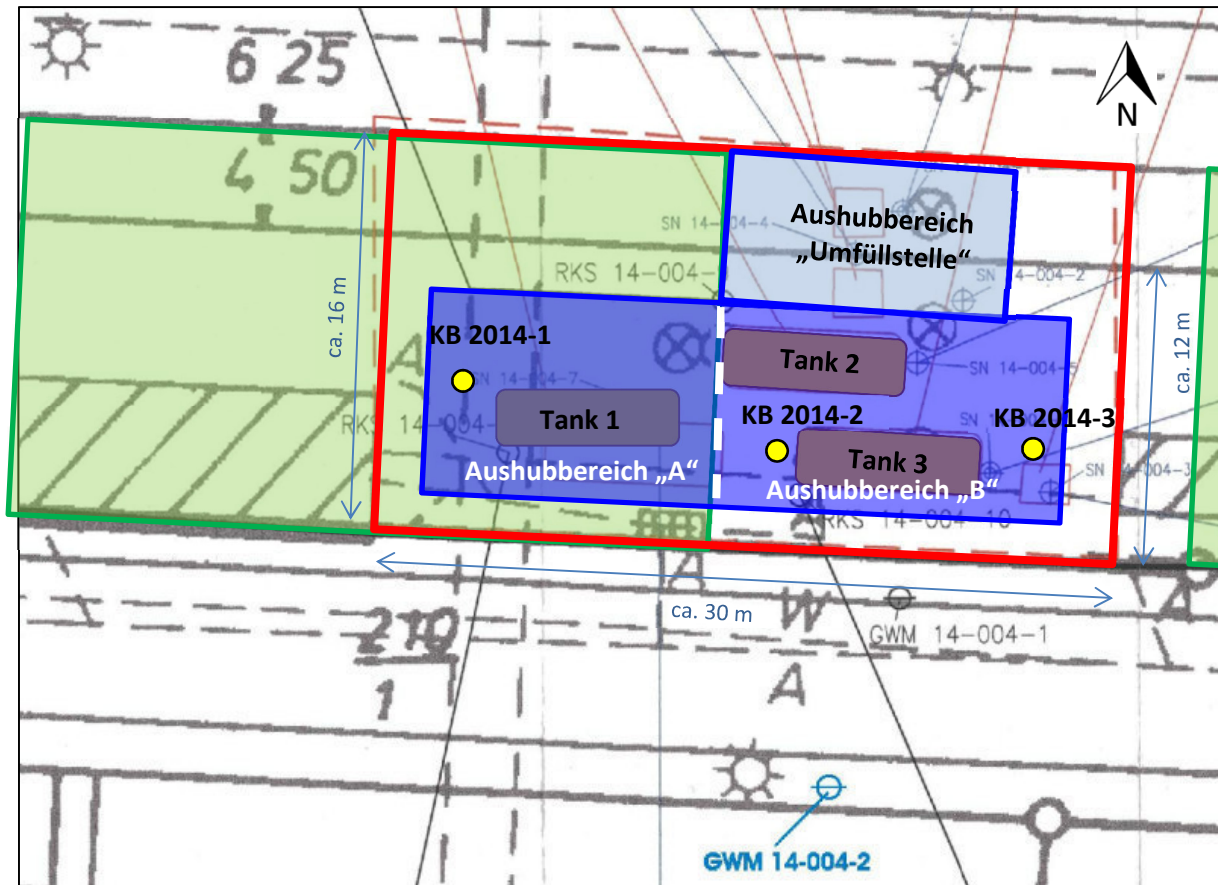 6 25
4 50
N
Aushubbereich
„Umfüllstelle“
SN 14-004-4
SN 14-004-2
RKS 14-004-
ca. 16 m
ca. 12 m
KB 2014-1
A
Tank 2
SN 14-004-7
SN 14-004-5
Tank 1
KB 2014-2
KB 2014-3
RKS 14-004-
Tank 3
SN 14-004-3
Aushubbereich „A“
Aushubbereich „B“
RKS 14-004 10
A
A
ca. 30 m
W
GWM 14-004-1
210
1
A
GWM 14-004-2